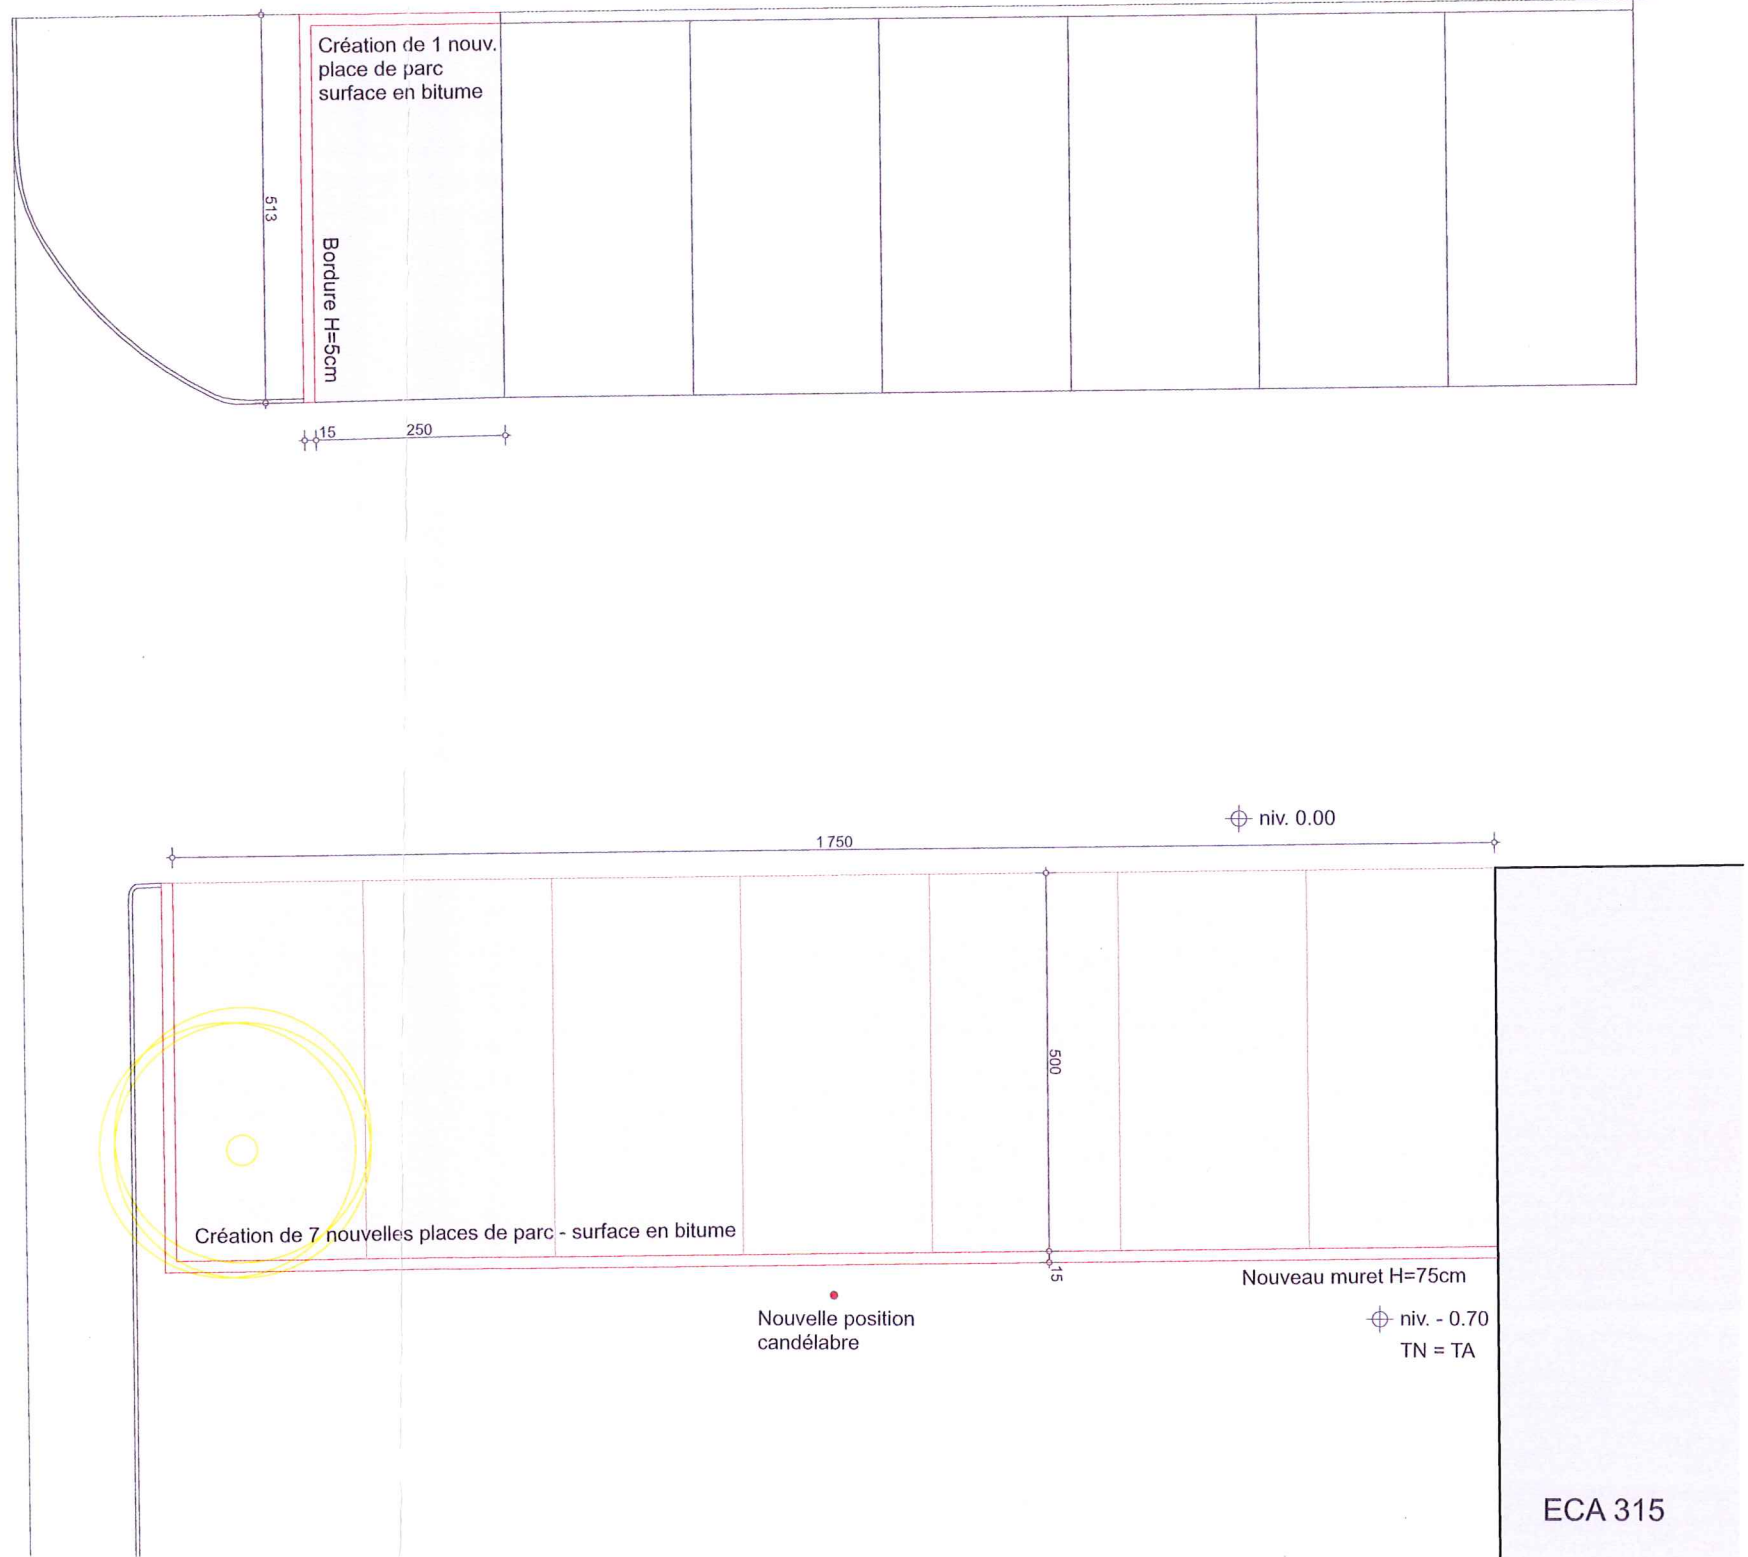 Création de 1 nouv.
place de parc
surface en bitume
513
Bordure H=5cm
15
250
niv. 0.00
1750
500
Création de 7 nouvelles places de parc - surface en bitume
15
Nouveau muret H=75cm
Nouvelle position
candélabre
niv. - 0.70
TN = TA
ECA 315